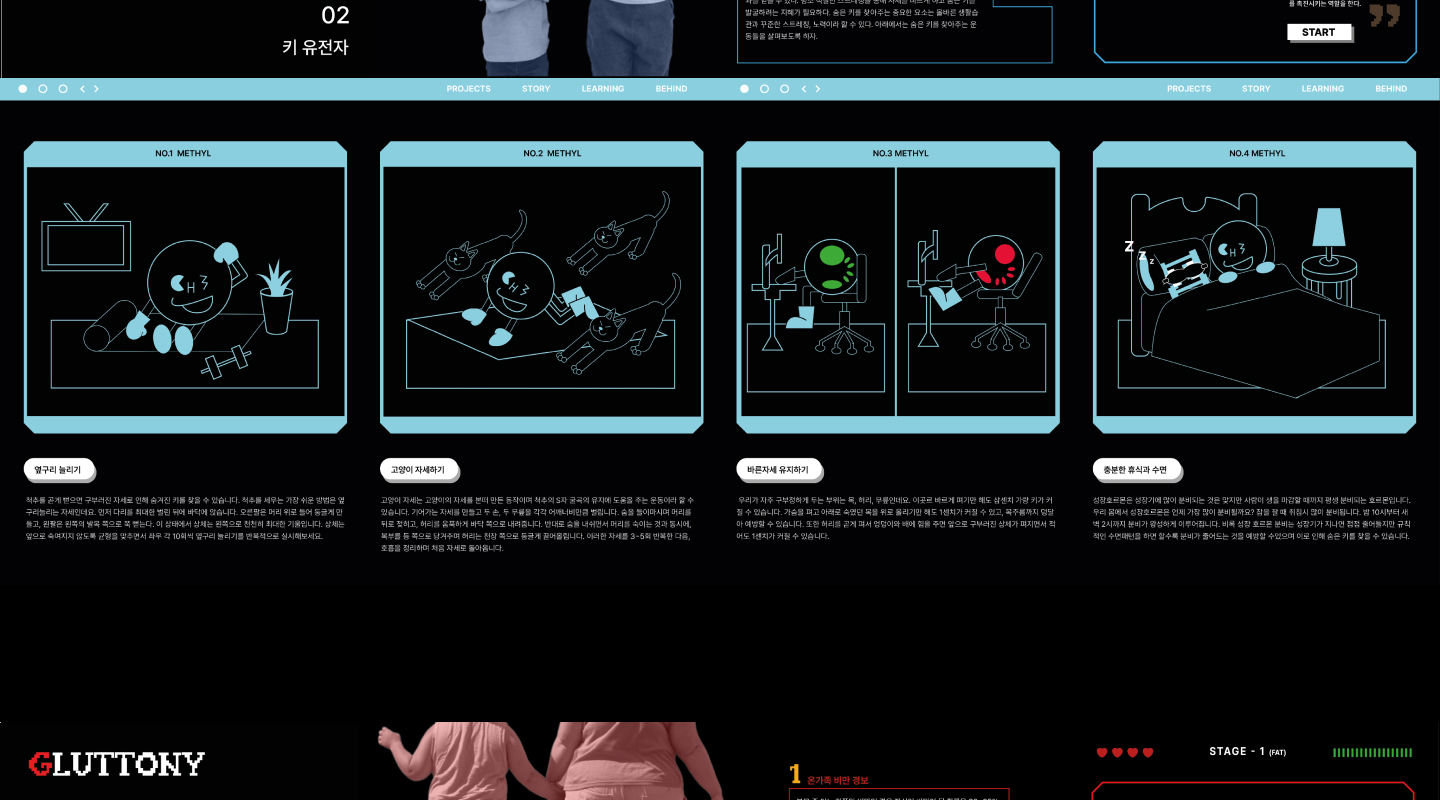 02
키 유전자
발굴하려는 지혜가 필요하다. 숨은 키를 찾아주는 중요한 요소는 올바른 생활습
관과 꾸준한 스트레칭, 노력이라 할 수 있다. 아래에서는 숨은 키를 찾아주는 운
동들을 살펴보도록 하자.
를 촉진시키는 역할을 한다.
START
PROJECTS STORY LEARNING BEHIND
PROJECTS STORY LEARNING BEHIND
NO.1 METHYL
옆구리 늘리기
척추를 곧게 뻗으면 구부러진 자세로 인해 숨겨진 키를 찾을 수 있습니다. 척추를 세우는 가장 쉬운 방법은 옆
구리늘리는 자세인데요. 먼저 다리를 최대한 벌린 뒤에 바닥에 앉습니다. 오른팔은 머리 위로 들어 둥글게 만
들고, 왼팔은 왼쪽의 발목 쪽으로 쭉 뻗는다. 이 상태에서 상체는 왼쪽으로 천천히 최대한 기울인다. 상체는
앞으로 숙여지지 않도록 균형을 맞추면서 좌우 각 10회씩 옆구리 늘리기를 반복적으로 실시해보세요.
NO.2 METHYL
고양이 자세하기
고양이 자세는 고양이의 자세를 본떠 만든 동작이며 척추의 S자 굴곡의 유지에 도움을 주는 운동이라 할 수
있습니다. 기어가는 자세를 만들고 두 손, 두 무릎을 각각 어깨너비만큼 벌립니다. 숨을 들이마시며 머리를
뒤로 젖히고, 허리를 움푹하게 바닥 쪽으로 내려줍니다. 반대로 숨을 내쉬면서 머리를 숙이는 것과 동시에,
복부를 등 쪽으로 당겨주며 허리는 천장 쪽으로 둥글게 끌어올립니다. 이러한 자세를 3~5회 반복한 다음,
호흡을 정리하며 처음 자세로 돌아옵니다.
NO.3 METHYL
바른자세 유지하기
우리가 자주 구부정하게 두는 부위는 목, 허리, 무릎인데요. 이곳르 바르게 펴기만 해도 삼센치 가량 키가 커
질 수 있습니다. 가슴을 펴고 아래로 숙였던 목을 위로 올리기만 해도 1센치가 커질 수 있고, 목주름까지 덩달
아 예방할 수 있습니다. 또한 허리를 곧게 펴서 엉덩이와 배에 힘을 주면 앞으로 구부러진 상체가 펴지면서 적
어도 1센치가 커질 수 있습니다.
NO.4 METHYL
Z
Z
z
충분한 휴식과 수면
성장호르몬은 성장기에 많이 분비되는 것은 맞지만 사람이 생을 마감할 때까지 평생 분비되는 호르몬입니다.
우리 몸에서 성장호르몬은 언제 가장 많이 분비될까요? 잠을 잘 때 취침시 많이 분비됩니다. 밤 10시부터 새
벽 2시까지 분비가 왕성하게 이루어집니다. 비록 성장 호르몬 분비는 성장기가 지나면 점점 줄어들지만 규칙
적인 수면패턴을 하면 할수록 분비가 줄어드는 것을 예방할 수있으며 이로 인해 숨은 키를 찾을 수 있습니다.
GLUTTONY
1 온가족 비만 경보
STAGE - 1 (FAT)